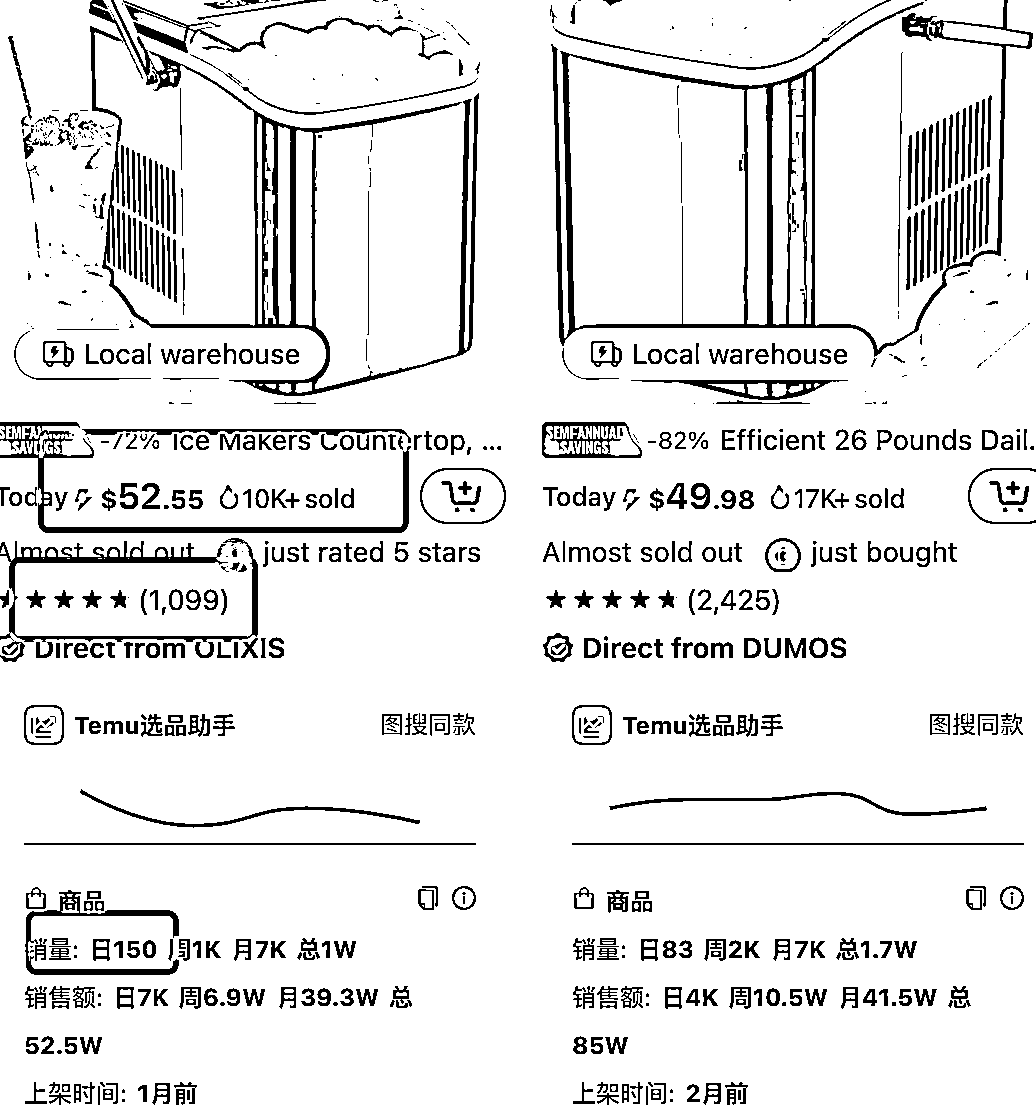 Local warehouse
SEMIANNUAL SAVINGS -72% Ice Makers Countertop, ...
Today $52.55 10K+ sold
Almost sold out just rated 5 stars
(1,099)
Direct from OLIXIS
Temu选品助手 图搜同款
商品
销量: 日150 周1K 月7K 总1W
销售额: 日7K 周6.9W 月39.3W 总
52.5W
上架时间: 1月前
Local warehouse
SEMIANNUAL SAVINGS -82% Efficient 26 Pounds Dail.
Today $49.98 17K+ sold
Almost sold out just bought
(2,425)
Direct from DUMOS
Temu选品助手 图搜同款
商品
销量: 日83 周2K 月7K 总1.7W
销售额: 日4K 周10.5W 月41.5W 总
85W
上架时间: 2月前